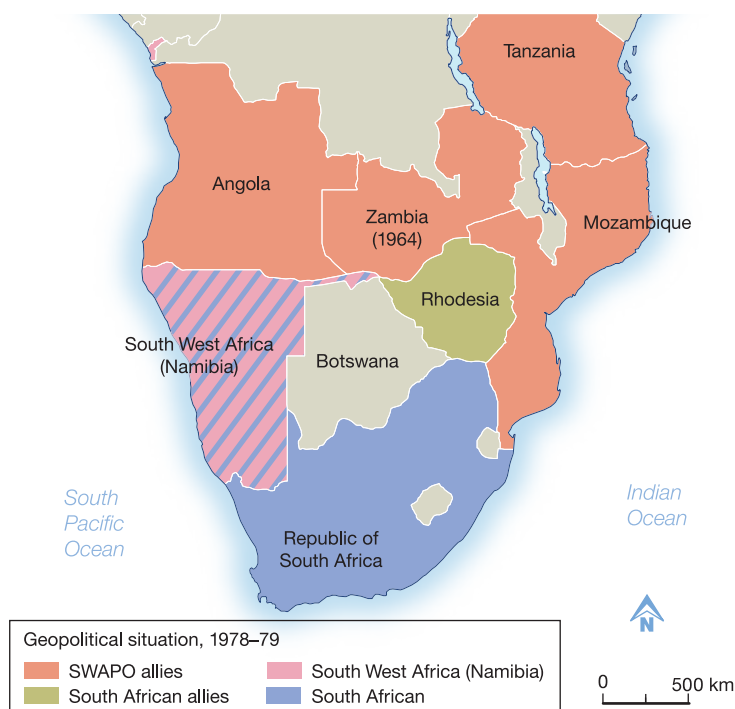 Tanzania
Angola
Zambia
(1964)
Mozambique
Rhodesia
South West Africa
(Namibia)
Botswana
South
Pacific
Ocean
Indian
Ocean
Republic of
South Africa
N
Geopolitical situation, 1978–79
SWAPO allies
South West Africa (Namibia)
South African allies
South African
0 500 km